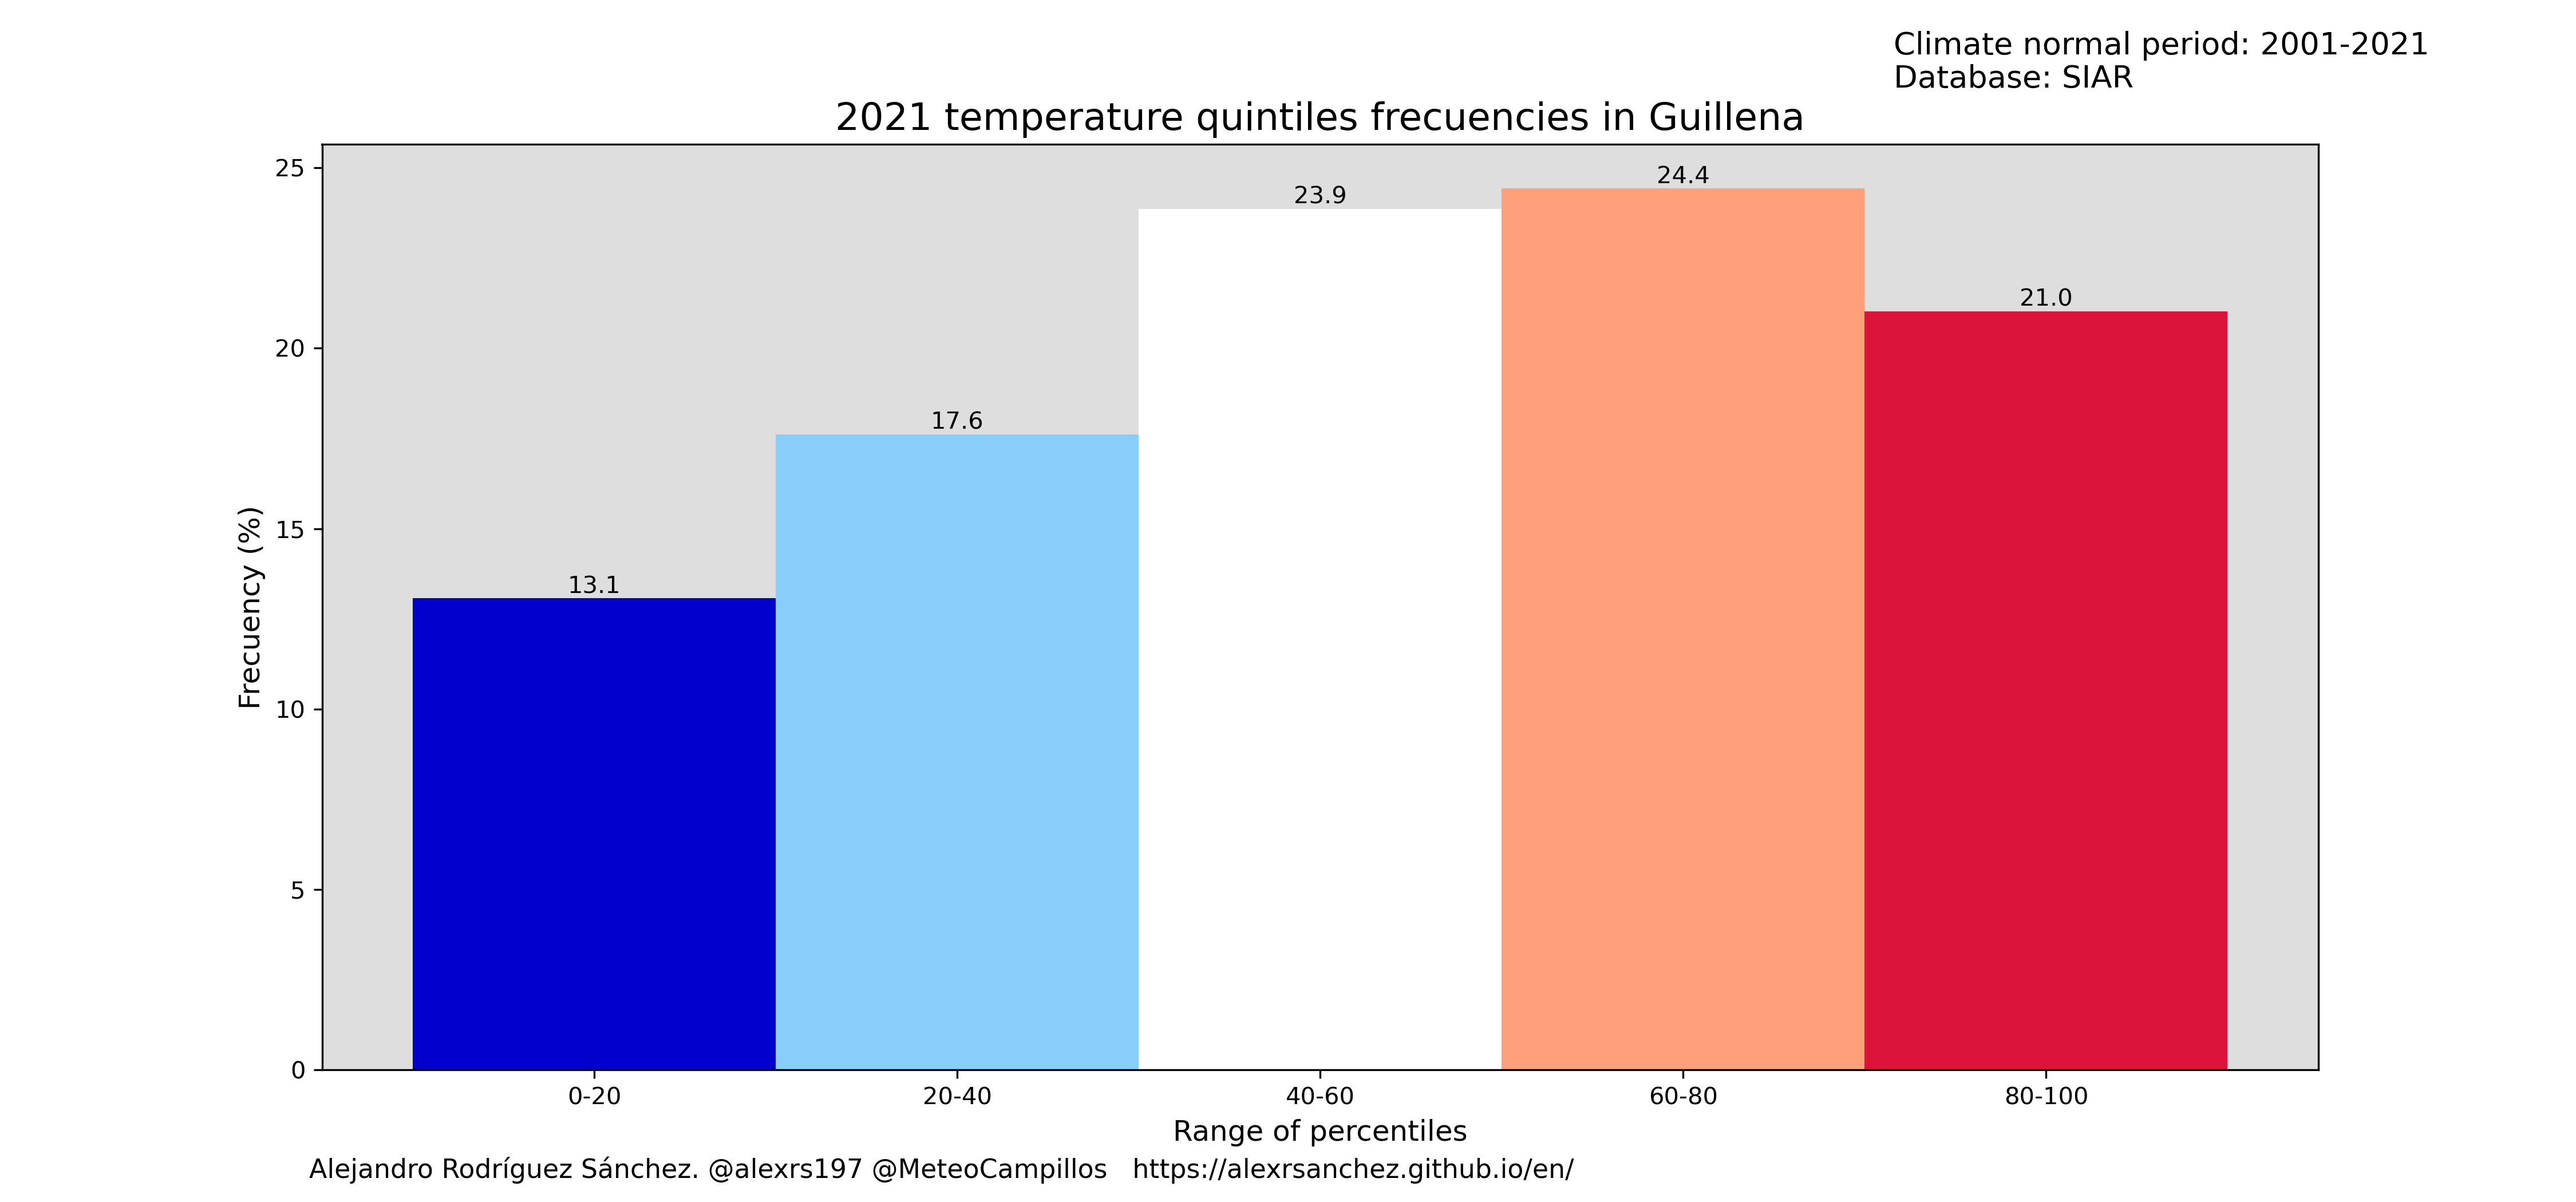 Climate normal period: 2001-2021
Database: SIAR
2021 temperature quintiles frecuencies in Guillena
25
20
15
10
5
0
Frecuency (%)
13.1
17.6
23.9
24.4
21.0
0-20
20-40
40-60
60-80
80-100
Range of percentiles
Alejandro Rodríguez Sánchez. @alexrs197 @MeteoCampillos https://alexrsanchez.github.io/en/